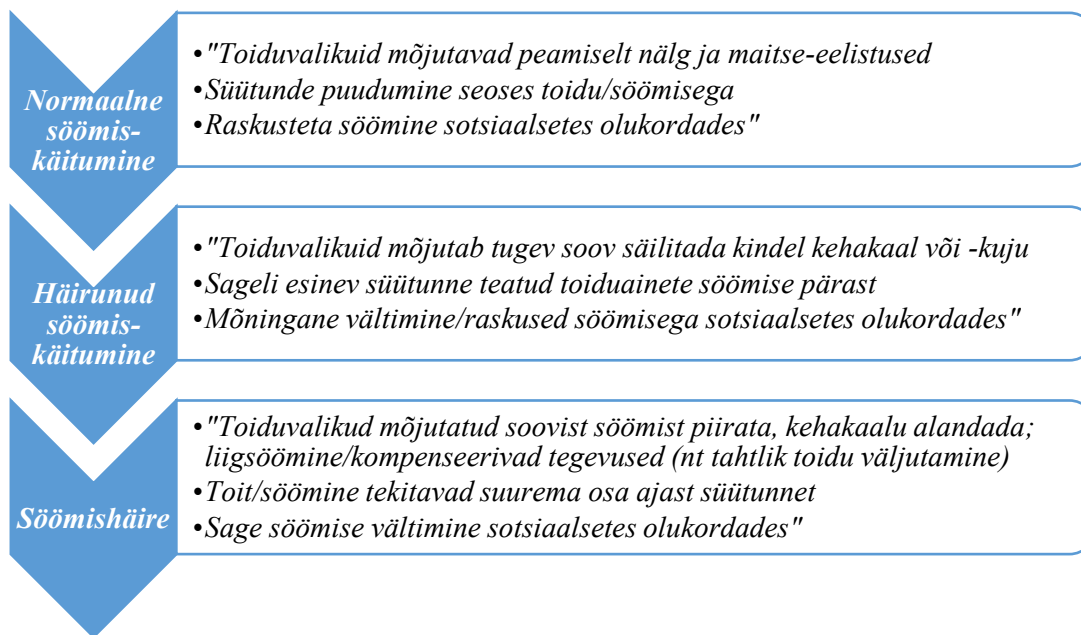 Normaalne
söömis-
käitumine
•"Toiduvalikuid mõjutavad peamiselt nälg ja maitse-eelistused
•Süütunde puudumine seoses toidu/söömisega
•Raskusteta söömine sotsiaalsetes olukordades"
Häirunud
söömis-
käitumine
•"Toiduvalikuid mõjutab tugev soov säilitada kindel kehakaal või -kuju
•Sageli esinev süütunne teatud toiduainete söömise pärast
•Mõningane vältimine/raskused söömisega sotsiaalsetes olukordades"
Söömishäire
•"Toiduvalikud mõjutatud soovist söömist piirata, kehakaalu alandada;
liigsöömine/kompenseerivad tegevused (nt tahtlik toidu väljutamine)
•Toit/söömine tekitavad suurema osa ajast süütunnet
•Sage söömise vältimine sotsiaalsetes olukordades"